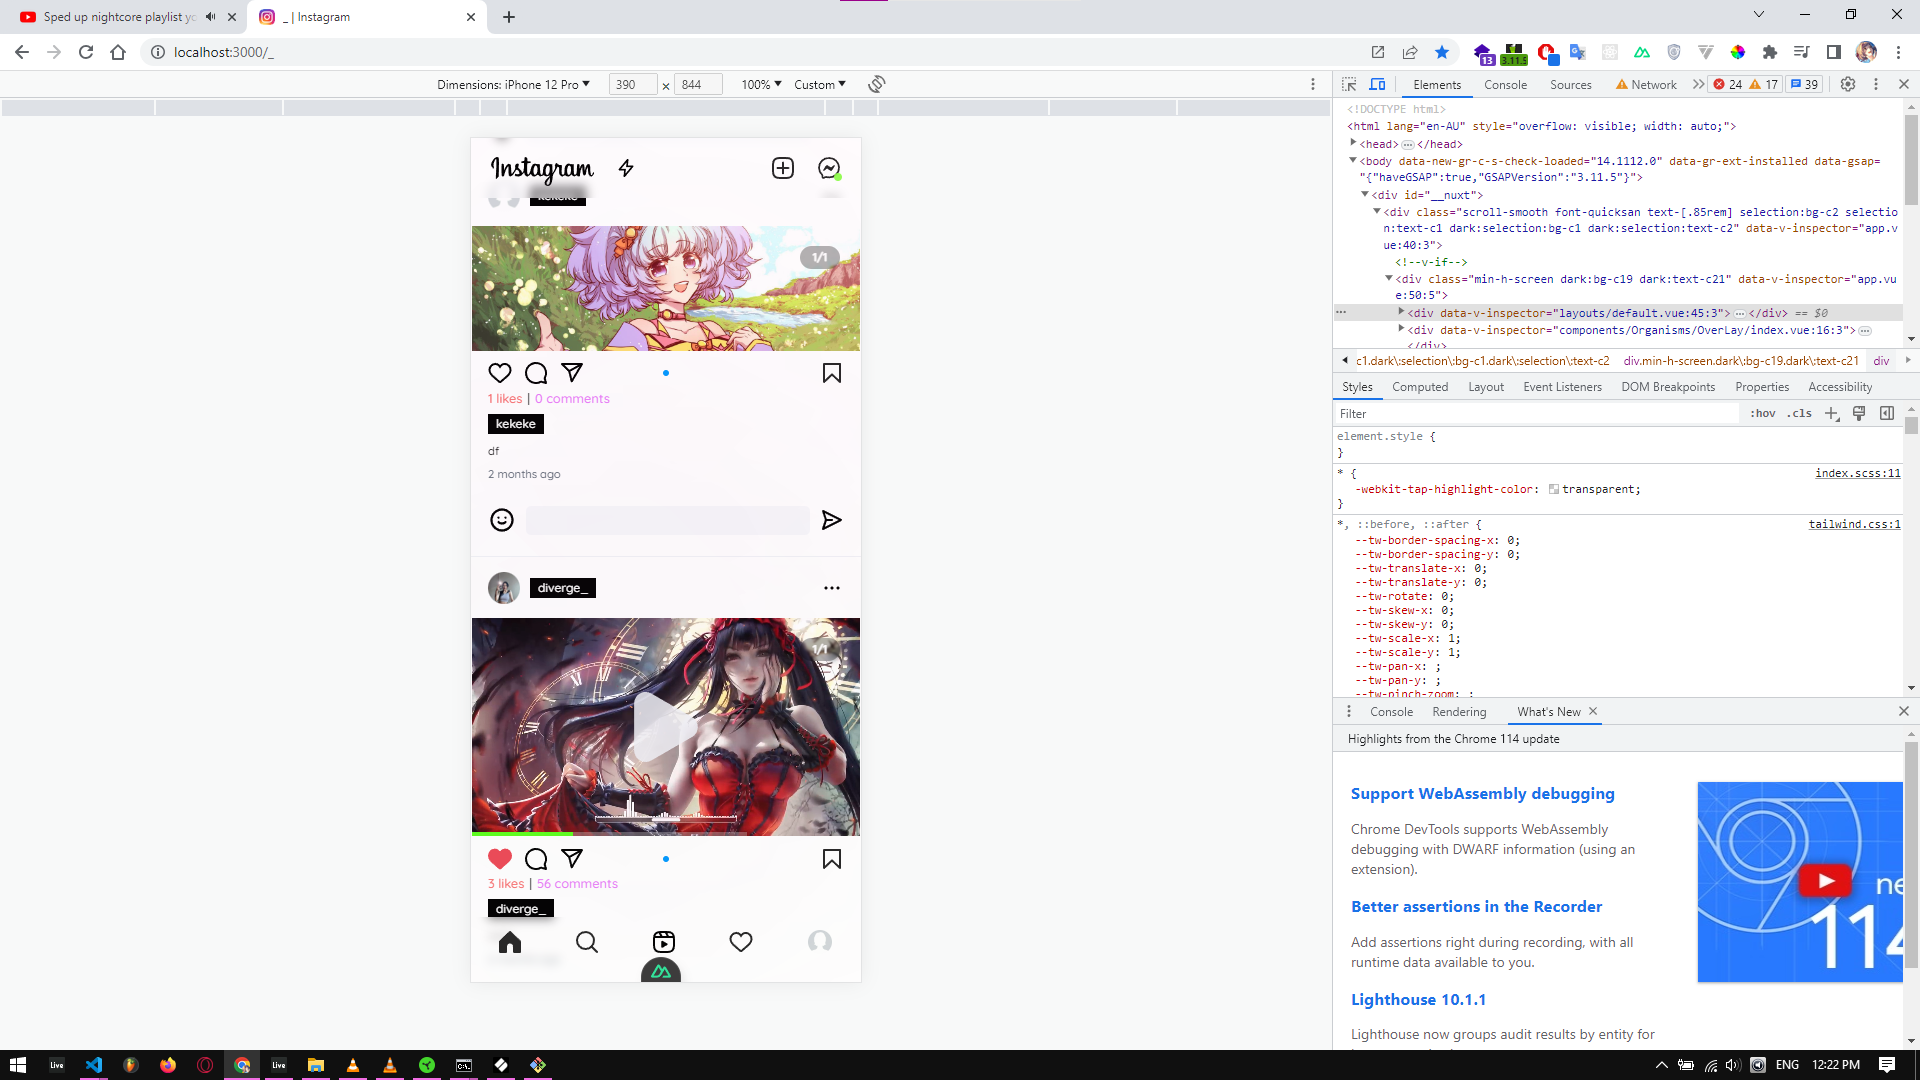 Sped up nightcore playlist yo
_ | Instagram
localhost:3000/_
13
3.11.5
Dimensions: iPhone 12 Pro
390
×
844
100%
Custom
Elements
Console
Sources
Network
24
17
39
<!DOCTYPE html>
<html lang="en-AU" style="overflow: visible; width: auto;">
<head>…</head>
<body data-new-gr-c-s-check-loaded="14.1112.0" data-gr-ext-installed data-gsap=
"{"haveGSAP":true,"GSAPVersion":"3.11.5"}">
<div id="__nuxt">
<div class="scroll-smooth font-quicksan text-[.85rem] selection:bg-c2 selectio
n:text-c1 dark:selection:bg-c1 dark:selection:text-c2" data-v-inspector="app.v
ue:40:3">
<!--v-if-->
<div class="min-h-screen dark:bg-c19 dark:text-c21" data-v-inspector="app.vu
e:50:5">
<div data-v-inspector="layouts/default.vue:45:3">…</div> == $0
<div data-v-inspector="components/Organisms/OverLay/index.vue:16:3">…
</div>
c1.dark\:selection\:bg-c1.dark\:selection\:text-c2
div.min-h-screen.dark\:bg-c19.dark\:text-c21
div
Styles
Computed
Layout
Event Listeners
DOM Breakpoints
Properties
Accessibility
Filter
:hov
.cls
element.style {
}
* {
index.scss:11
-webkit-tap-highlight-color: transparent;
}
*, ::before, ::after {
tailwind.css:1
--tw-border-spacing-x: 0;
--tw-border-spacing-y: 0;
--tw-translate-x: 0;
--tw-translate-y: 0;
--tw-rotate: 0;
--tw-skew-x: 0;
--tw-skew-y: 0;
--tw-scale-x: 1;
--tw-scale-y: 1;
--tw-pan-x: ;
--tw-pan-y: ;
--tw-pinch-zoom: ;
Console
Rendering
What's New
Highlights from the Chrome 114 update
Support WebAssembly debugging
Chrome DevTools supports WebAssembly
debugging with DWARF information (using an
extension).
Better assertions in the Recorder
Add assertions right during recording, with all
runtime data available to you.
Lighthouse 10.1.1
Lighthouse now groups audit results by entity for
ne
114
Instagram
kekeke
1/1
1 likes | 0 comments
kekeke
df
2 months ago
diverge_
1/1
3 likes | 56 comments
diverge_
Live
Live
ENG
12:22 PM